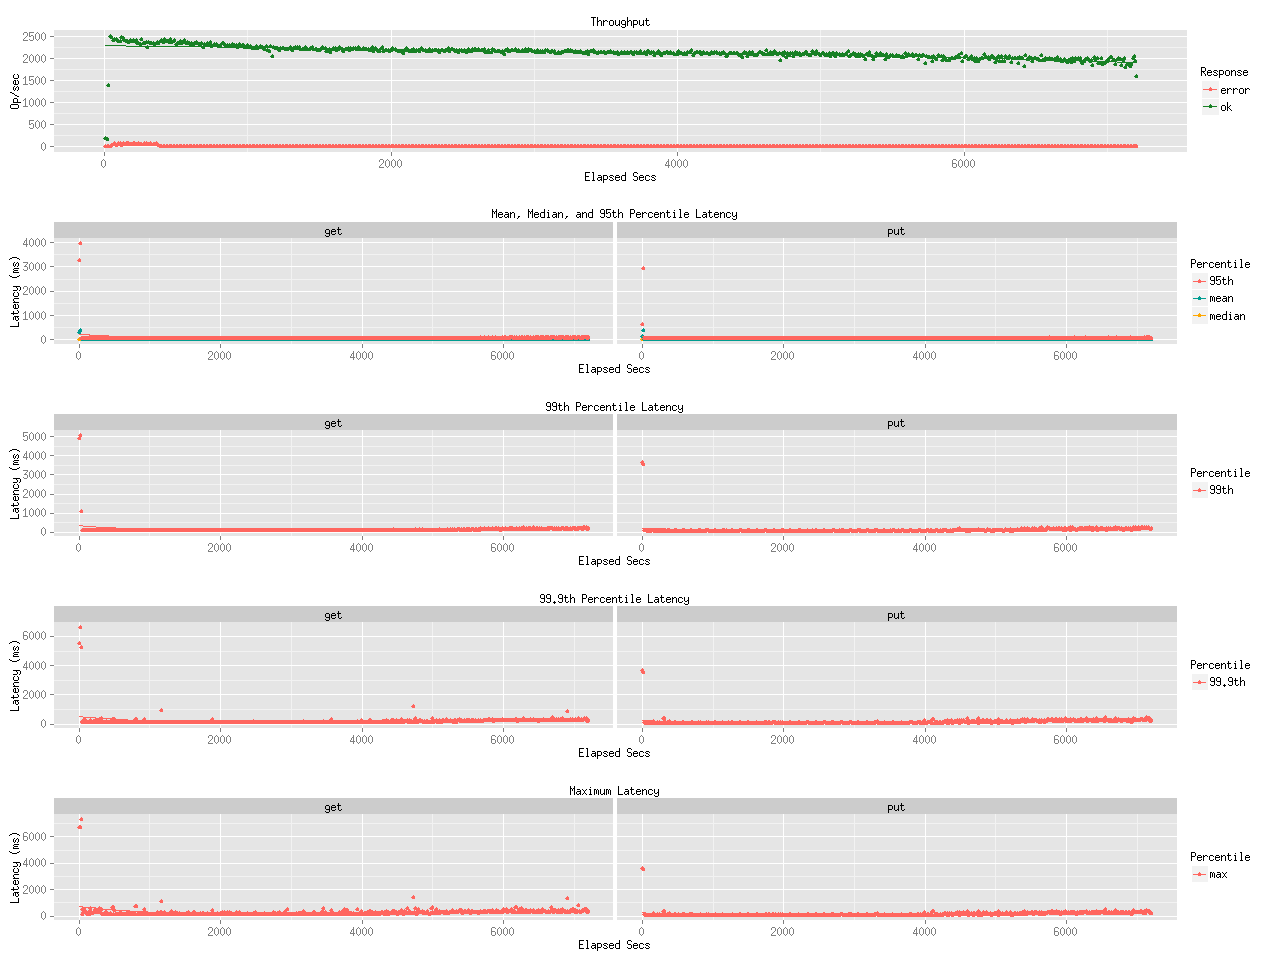 Throughput
2500
2000
1500
1000
500
0
Op/sec
0 2000 4000 6000
Elapsed Secs
Response
error
ok
Mean, Median, and 95th Percentile Latency
get put
4000
3000
2000
1000
0
Latency (ms)
0 2000 4000 6000 0 2000 4000 6000
Elapsed Secs
Percentile
95th
mean
median
99th Percentile Latency
get put
5000
4000
3000
2000
1000
0
Latency (ms)
0 2000 4000 6000 0 2000 4000 6000
Elapsed Secs
Percentile
99th
99.9th Percentile Latency
get put
6000
4000
2000
0
Latency (ms)
0 2000 4000 6000 0 2000 4000 6000
Elapsed Secs
Percentile
99.9th
Maximum Latency
get put
6000
4000
2000
0
Latency (ms)
0 2000 4000 6000 0 2000 4000 6000
Elapsed Secs
Percentile
max